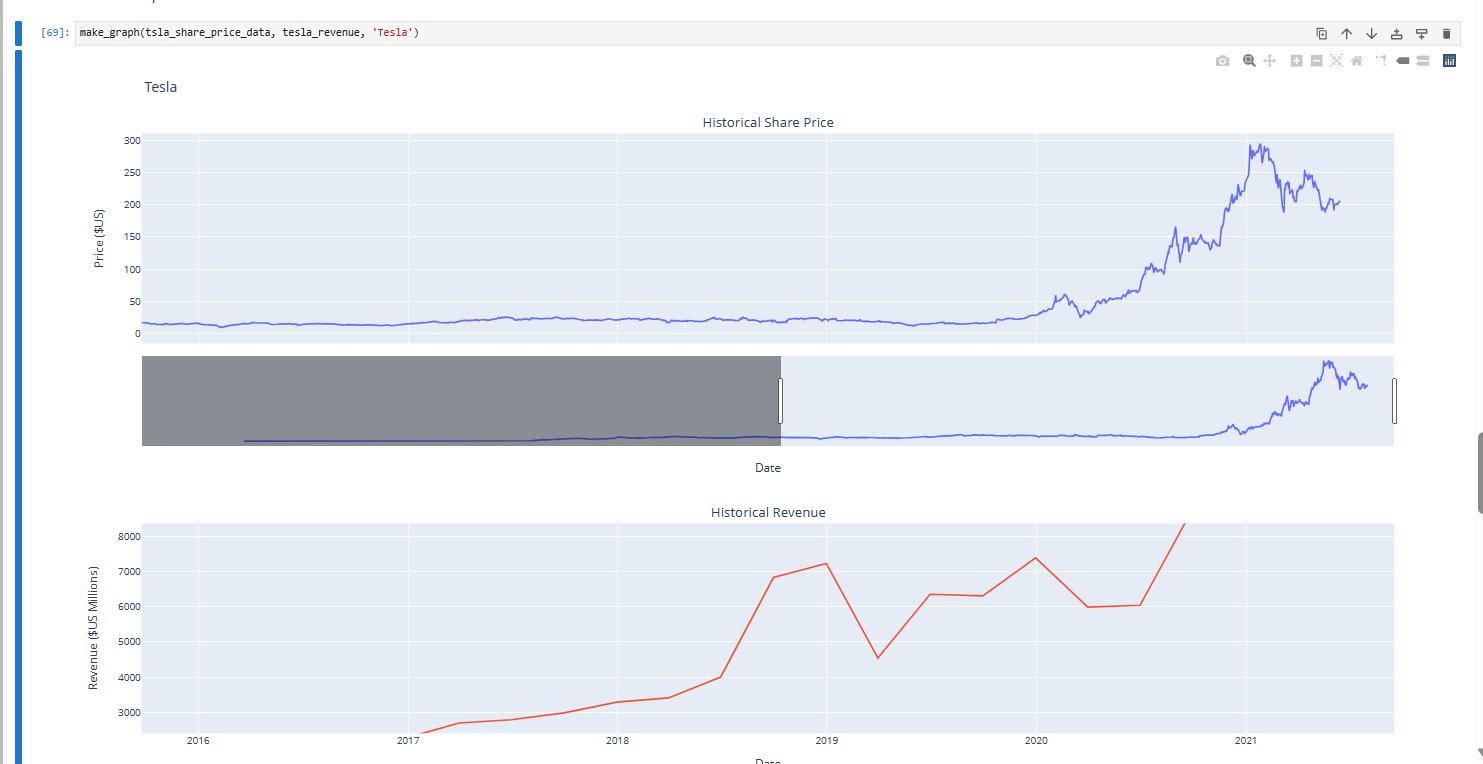 [69]: make_graph(tsla_share_price_data, tesla_revenue, 'Tesla')
Tesla
Historical Share Price
300
250
200
150
100
50
0
Price ($US)
Date
Historical Revenue
8000
7000
6000
5000
4000
3000
Revenue ($US Millions)
2016 2017 2018 2019 2020 2021